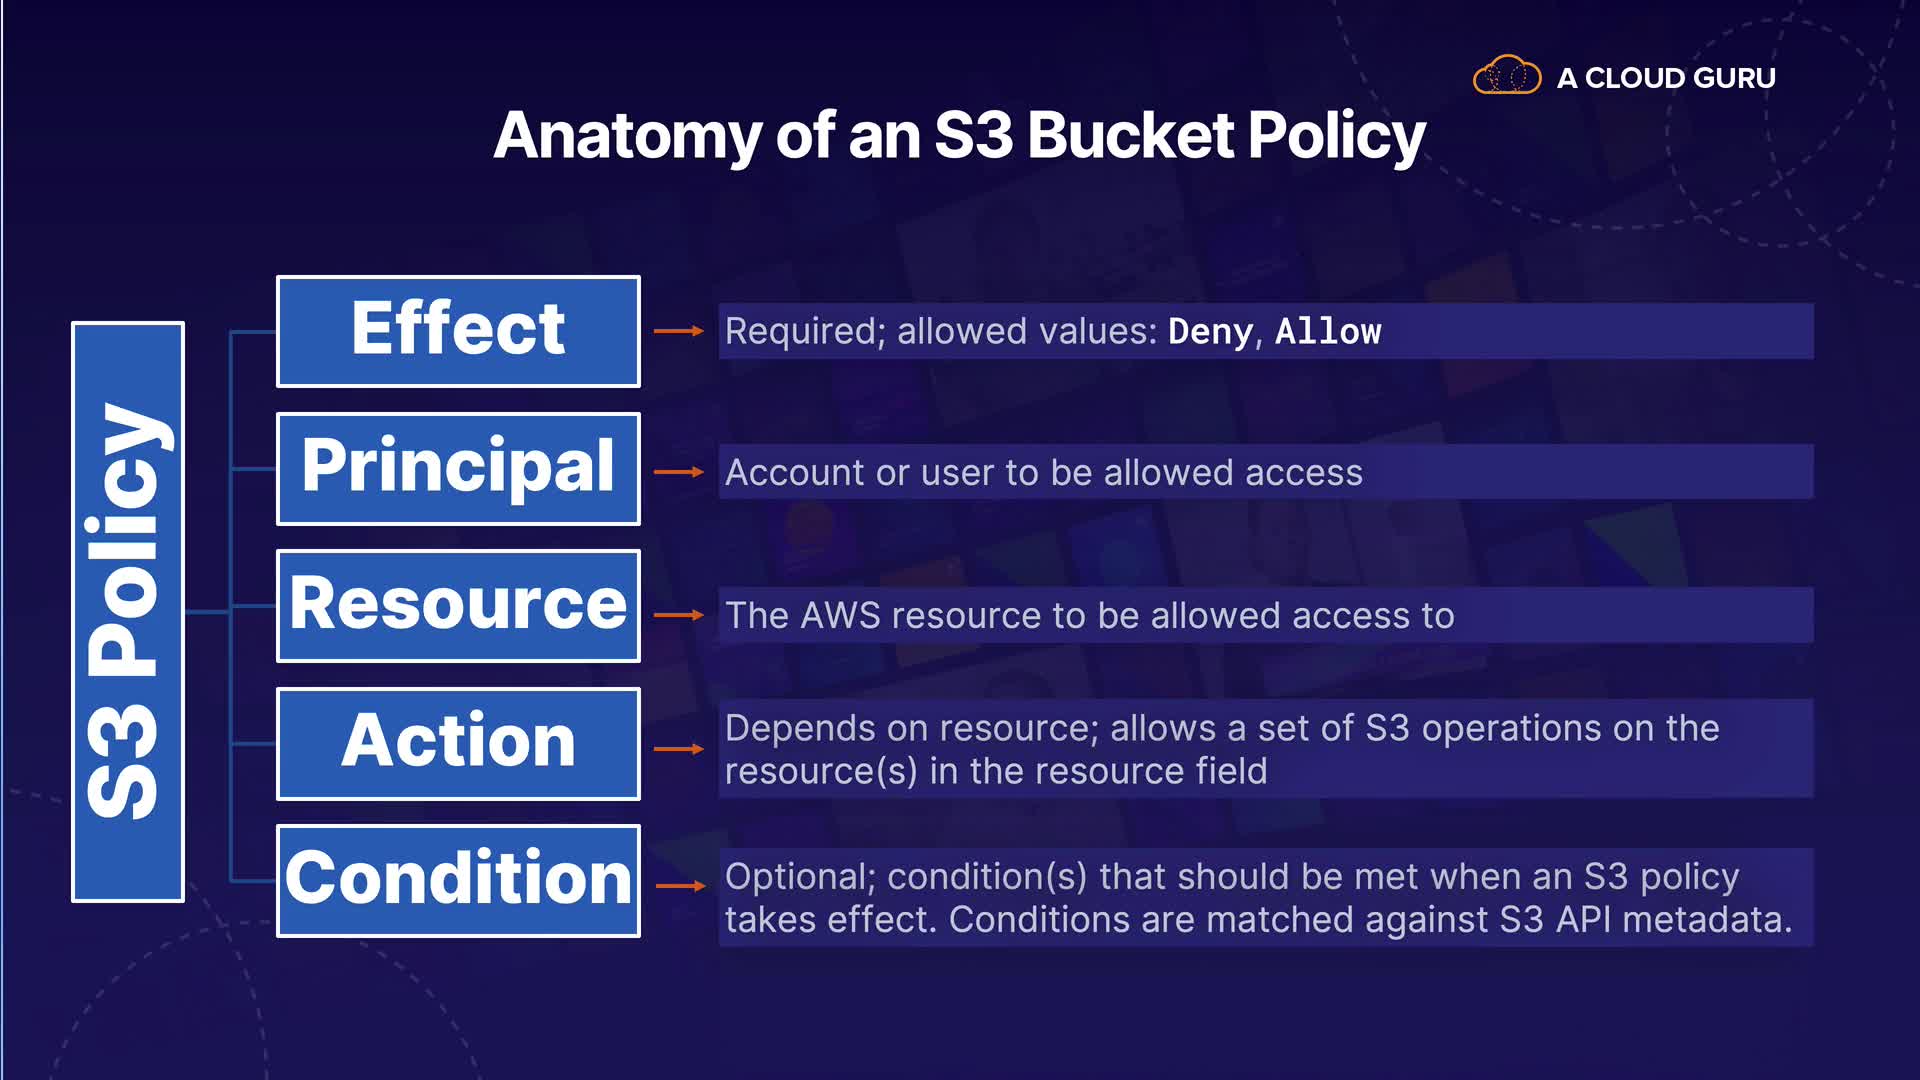 A CLOUD GURU
Anatomy of an S3 Bucket Policy
S3 Policy
Effect
Required; allowed values: Deny, Allow
Principal
Account or user to be allowed access
Resource
The AWS resource to be allowed access to
Action
Depends on resource; allows a set of S3 operations on the
resource(s) in the resource field
Condition
Optional; condition(s) that should be met when an S3 policy
takes effect. Conditions are matched against S3 API metadata.